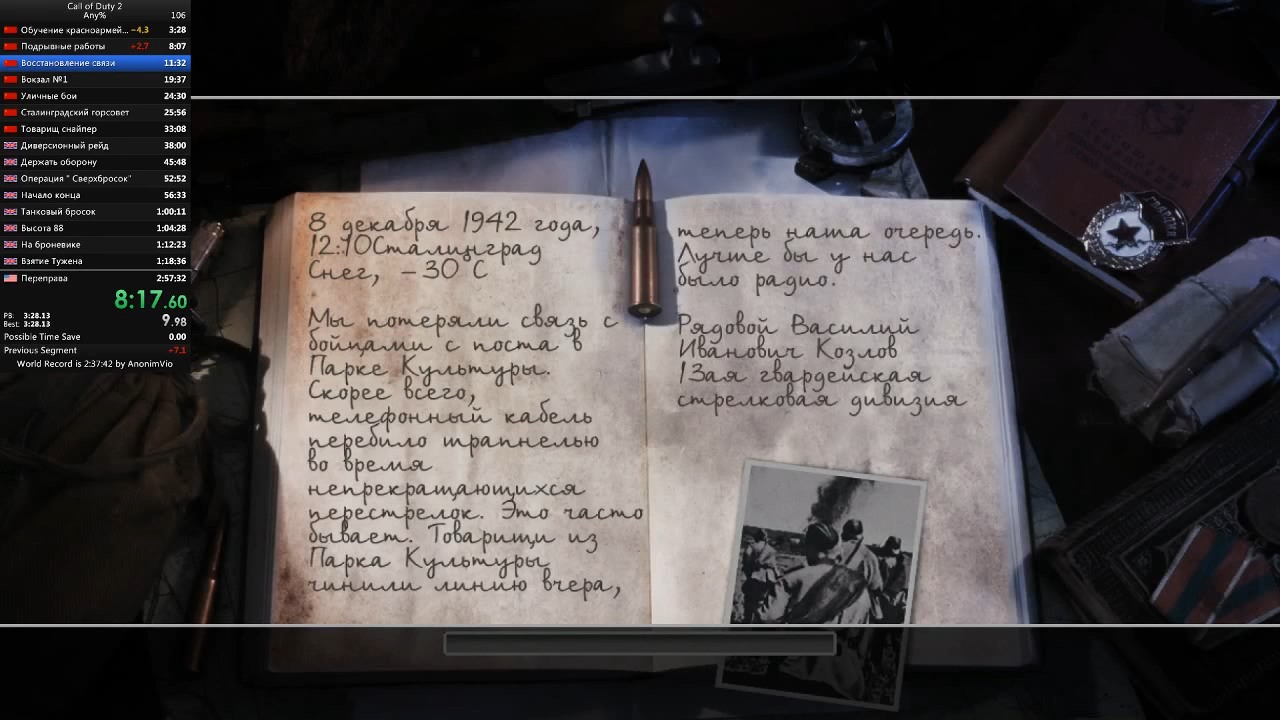 Call of Duty 2
Any%
106
Обучение красноармей... −4,3 3:28
Подрывные работы +2,7 8:07
Восстановление связи 11:32
Вокзал №1 19:37
Уличные бои 24:30
Сталинградский горсовет 25:56
Товарищ снайпер 33:08
Диверсионный рейд 38:00
Держать оборону 45:48
Операция " Сверхбросок" 52:52
Начало конца 56:33
Танковый бросок 1:00:11
Высота 88 1:04:28
На броневике 1:12:23
Взятие Тужена 1:18:36
Переправа 2:57:32
8:17.60
PB: 3:28.13
Best: 3:28.13
9.98
Possible Time Save 0.00
Previous Segment +7,1
World Record is 2:37:42 by AnonimVio
8 декабря 1942 года,
12:10Сталинград
Снег, -30 С
Мы потеряли связь с
бойцами с поста в
Парке Культуры.
Скорее всего,
телефонный кабель
перебило шрапнелью
во время
непрекращающихся
перестрелок. Это часто
бывает. Товарищи из
Парка Культуры
чинили линию вчера,
теперь наша очередь.
Лучше бы у нас
было радио.
Рядовой Василий
Иванович Козлов
13ая гвардейская
стрелковая дивизия
ГВАРДИЯ